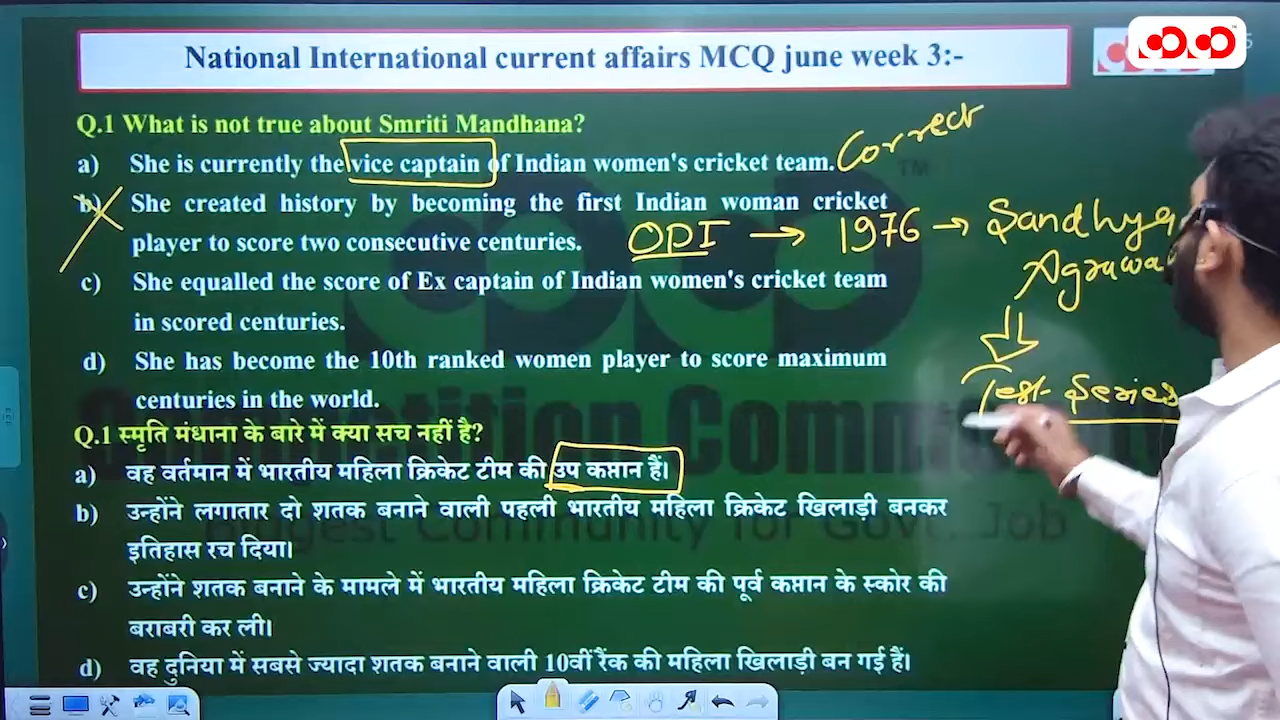 National International current affairs MCQ june week 3:-
Q.1 What is not true about Smriti Mandhana?
a) She is currently the vice captain of Indian women's cricket team. Correct
b) She created history by becoming the first Indian woman cricket
player to score two consecutive centuries. ODI → 1976 → Sandhya
Agrawa
c) She equalled the score of Ex captain of Indian women's cricket team
in scored centuries.
d) She has become the 10th ranked women player to score maximum
Test Series
centuries in the world.
Q.1 स्मृति मंधाना के बारे में क्या सच नहीं है?
a) वह वर्तमान में भारतीय महिला क्रिकेट टीम की उप कप्तान हैं।
b) उन्होंने लगातार दो शतक बनाने वाली पहली भारतीय महिला क्रिकेट खिलाड़ी बनकर
इतिहास रच दिया।
c) उन्होंने शतक बनाने के मामले में भारतीय महिला क्रिकेट टीम की पूर्व कप्तान के स्कोर की
बराबरी कर ली।
d) वह दुनिया में सबसे ज्यादा शतक बनाने वाली 10वीं रैंक की महिला खिलाड़ी बन गई हैं।